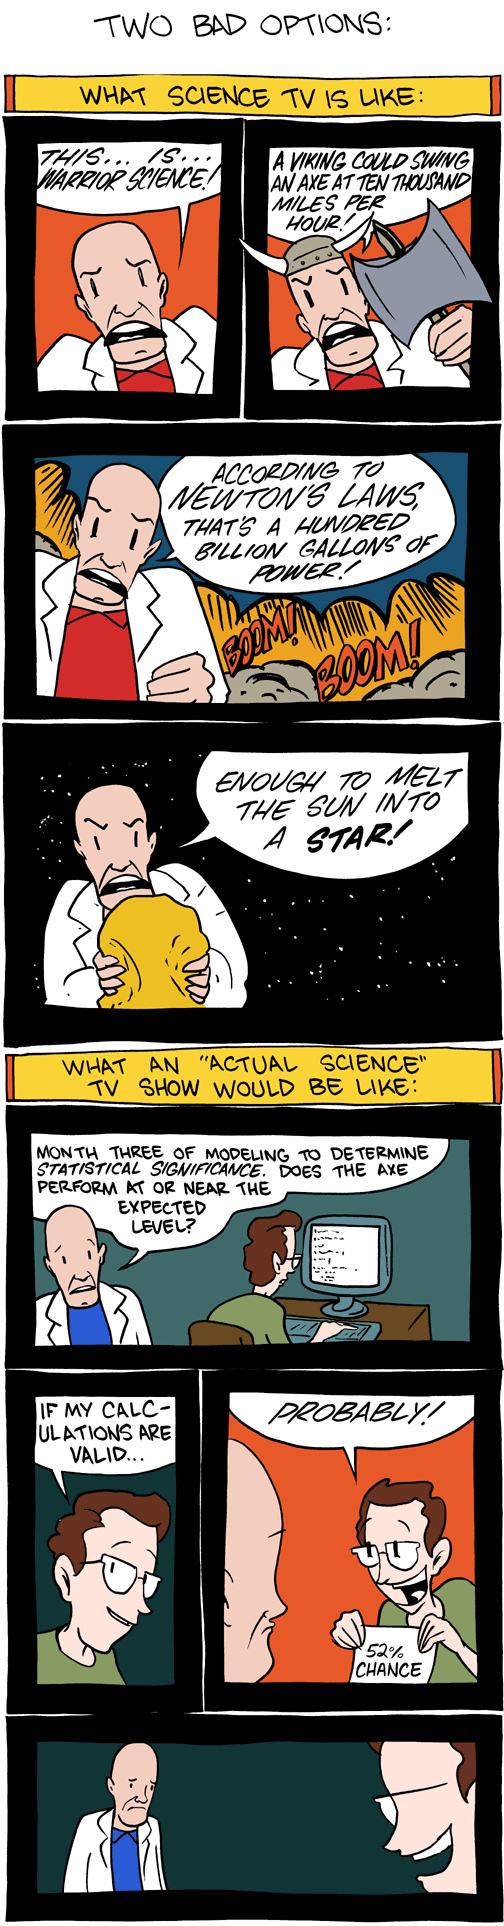 TWO BAD OPTIONS:
WHAT SCIENCE TV IS LIKE:
THIS... IS...
WARRIOR SCIENCE!
A VIKING COULD SWING
AN AXE AT TEN THOUSAND
MILES PER
HOUR!
ACCORDING TO
NEWTON'S LAWS,
THAT'S A HUNDRED
BILLION GALLONS OF
POWER!
BOOM!
BOOM!
ENOUGH TO MELT
THE SUN INTO
A STAR!
WHAT AN "ACTUAL SCIENCE"
TV SHOW WOULD BE LIKE:
MONTH THREE OF MODELING TO DETERMINE
STATISTICAL SIGNIFICANCE. DOES THE AXE
PERFORM AT OR NEAR THE
EXPECTED
LEVEL?
IF MY CALC-
ULATIONS ARE
VALID...
PROBABLY!
52%
CHANCE